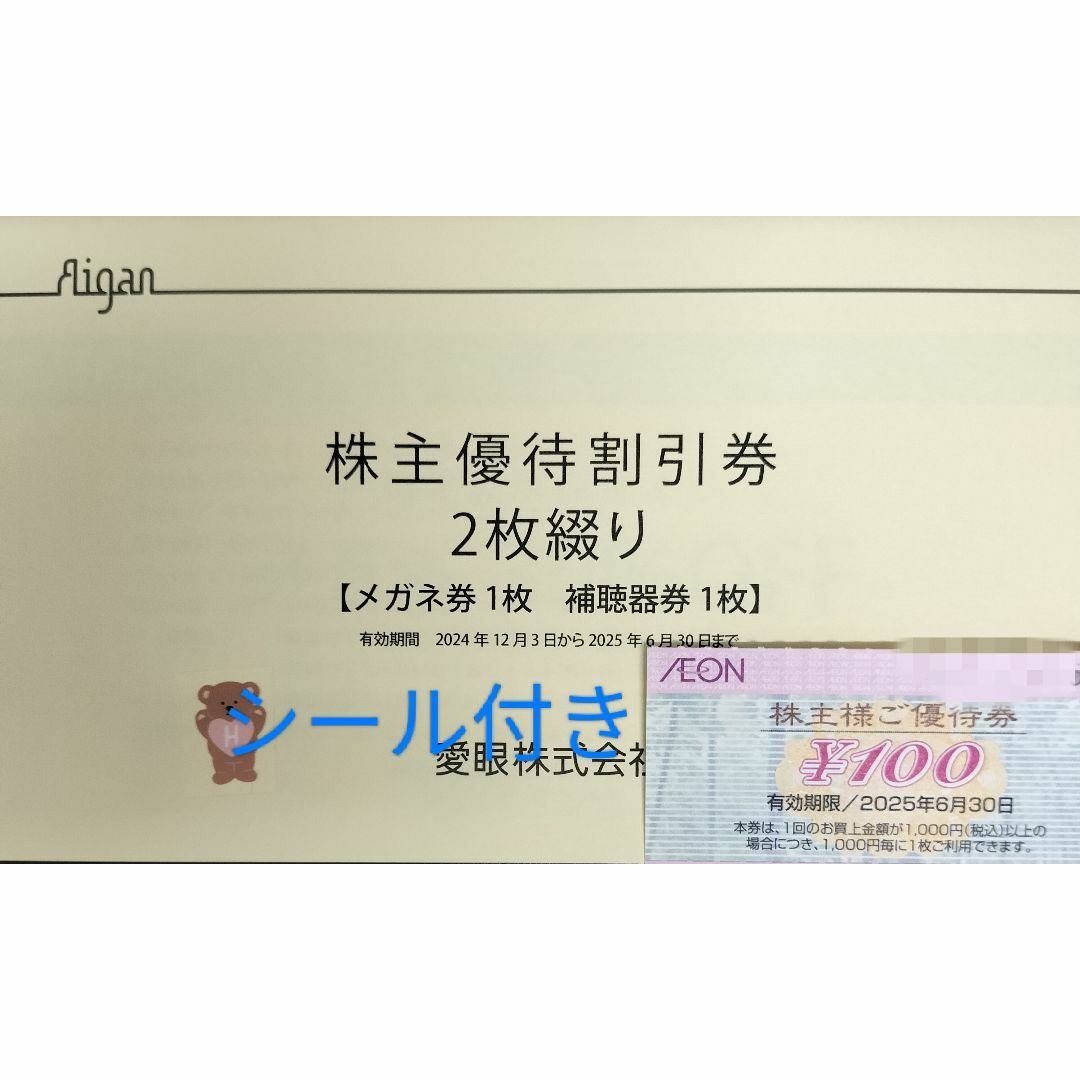 Aigan
株主優待割引券
2枚綴り
【メガネ券 1枚　補聴器券 1枚】
有効期間　2024 年 12 月 3 日から 2025 年 6 月 30 日まで
シール付き
H
愛眼株式会社
ÆON
株主様ご優待券
¥100
有効期限/2025年6月30日
本券は、1回のお買上金額が1,000円(税込)以上の
場合につき、1,000円毎に1枚ご利用できます。